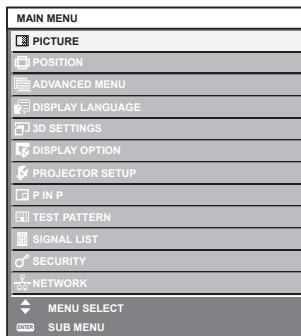 MAIN MENU
PICTURE
POSITION
ADVANCED MENU
DISPLAY LANGUAGE
3D SETTINGS
DISPLAY OPTION
PROJECTOR SETUP
P IN P
TEST PATTERN
SIGNAL LIST
SECURITY
NETWORK
MENU SELECT
ENTER SUB MENU